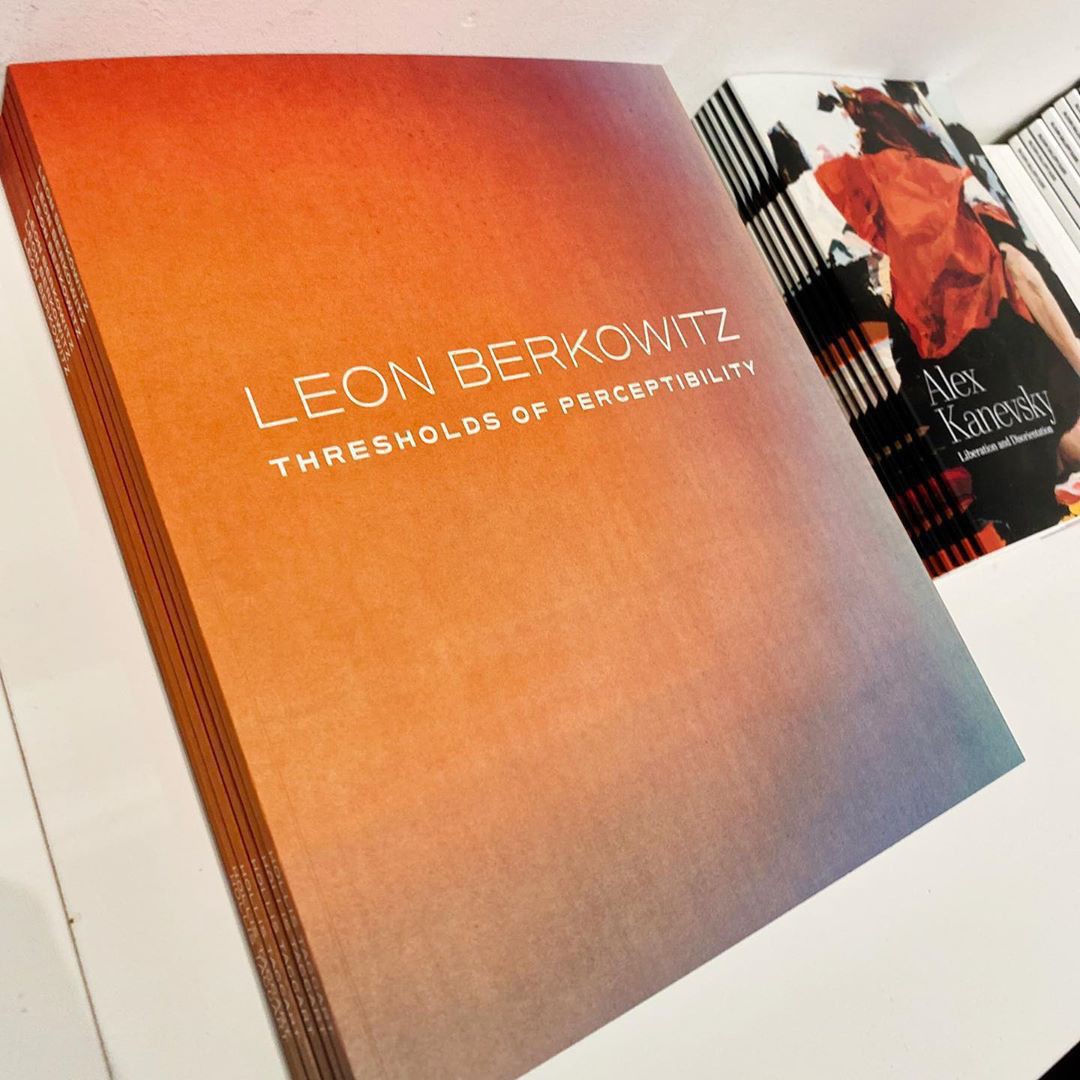 LEON BERKOWITZ
THRESHOLDS OF PERCEPTIBILITY
Alex
Kanevsky
Liberation and Disorientation